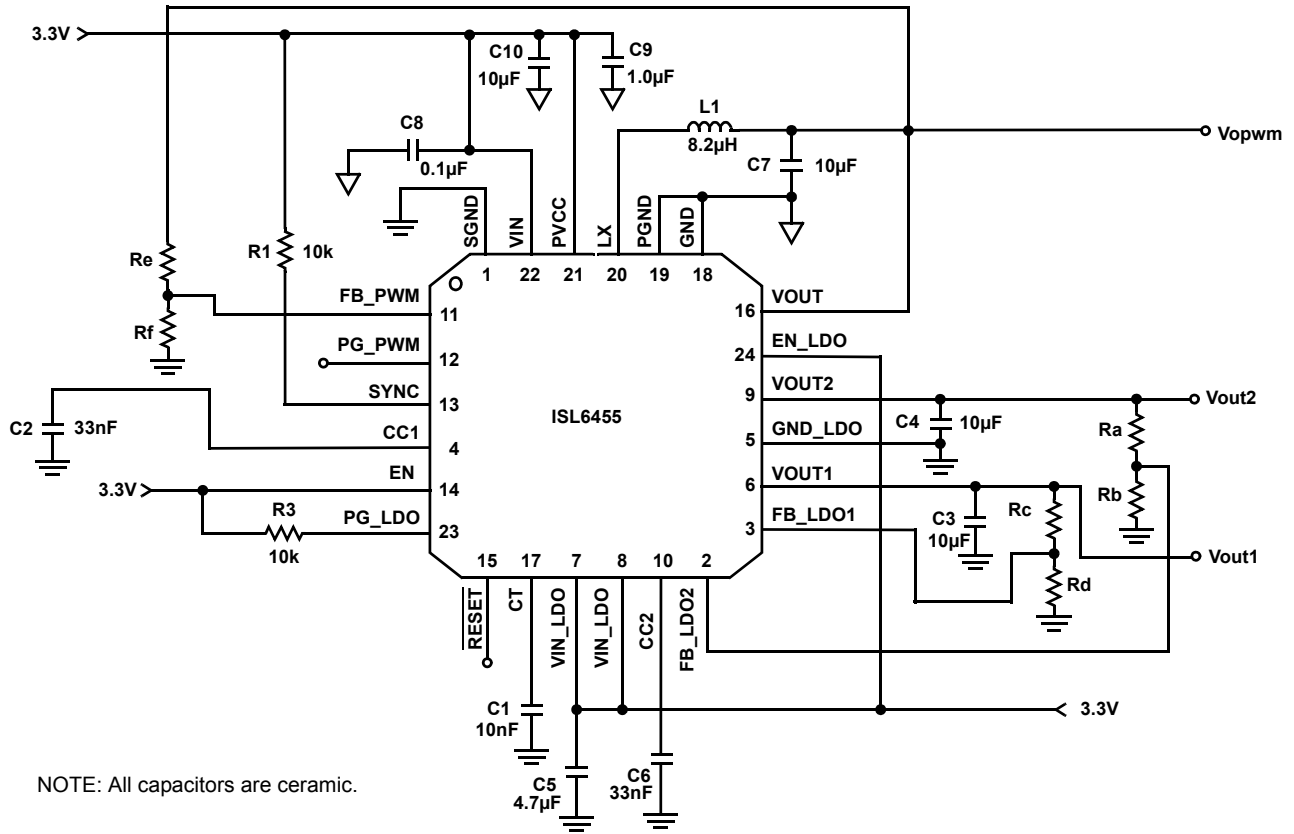 3.3V
C10
10µF
C9
1.0µF
L1
8.2µH
C7
10µF
Vopwm
C8
0.1µF
R1
10k
SGND
VIN
PVCC
LX
PGND
GND
1
22
21
20
19
18
Re
Rf
FB_PWM
11
PG_PWM
12
SYNC
13
C2
33nF
CC1
4
EN
3.3V
14
R3
10k
PG_LDO
23
ISL6455
VOUT
16
EN_LDO
24
VOUT2
9
Vout2
C4
10µF
GND_LDO
5
Ra
Rb
VOUT1
6
FB_LDO1
3
C3
10µF
Rc
Rd
Vout1
15
17
7
8
10
2
RESET
CT
VIN_LDO
VIN_LDO
CC2
FB_LDO2
C1
10nF
3.3V
C5
4.7µF
C6
33nF
NOTE: All capacitors are ceramic.